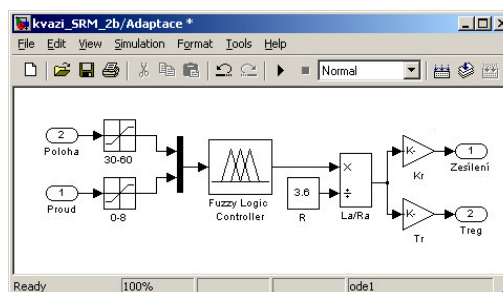 kvazi_SRM_2b/Adaptace *
File Edit View Simulation Format Tools Help
Normal
2
Poloha
30-60
1
Proud
0-8
Fuzzy Logic
Controller
3.6
R
×
÷
La/Ra
K-
Kr
1
Zesílení
K-
Tr
2
Treg
Ready 100% ode1